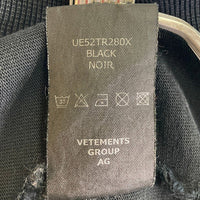 UE52TR280X
BLACK
NOIR
VETEMENTS
GROUP
AG